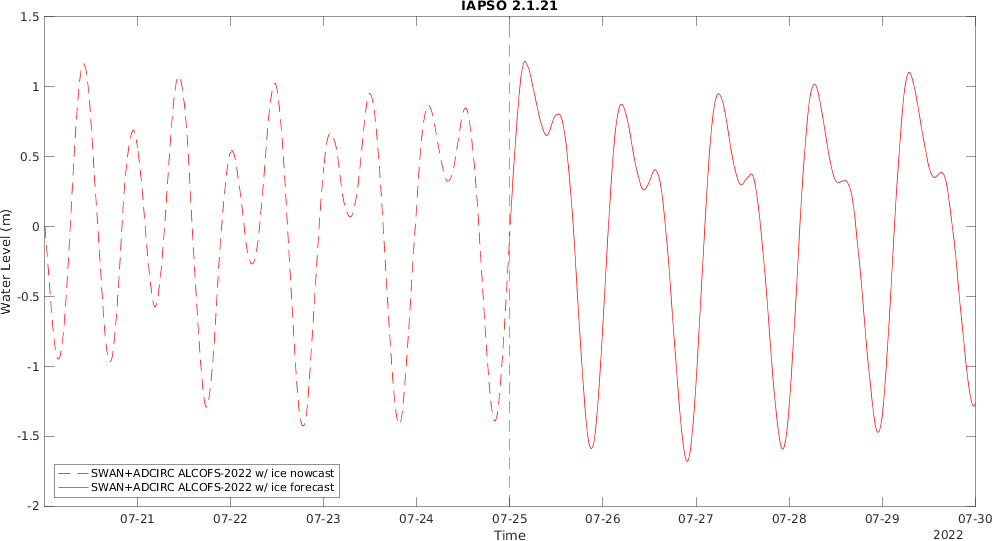 IAPSO 2.1.21
1.5
1
0.5
0
-0.5
-1
-1.5
-2
Water Level (m)
SWAN+ADCIRC ALCOFS-2022 w/ ice nowcast
SWAN+ADCIRC ALCOFS-2022 w/ ice forecast
07-21 07-22 07-23 07-24 07-25 07-26 07-27 07-28 07-29 07-30
Time
2022